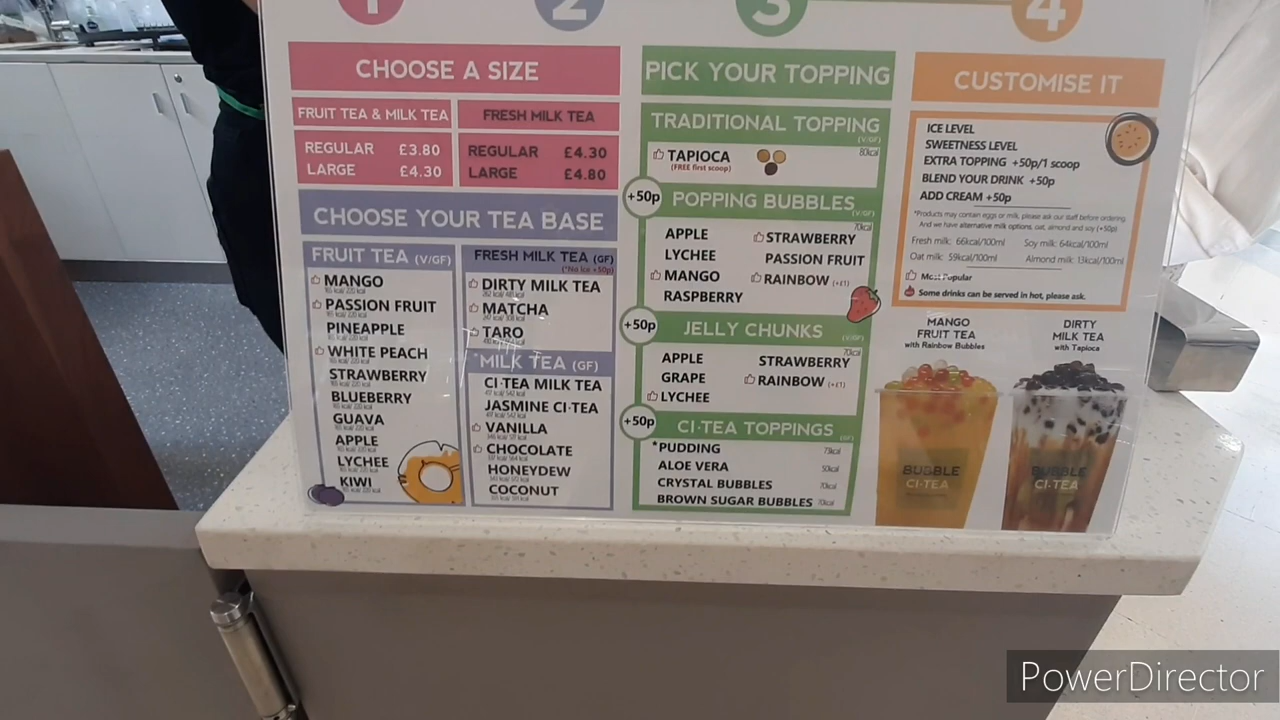 1
2
3
4
CHOOSE A SIZE
FRUIT TEA & MILK TEA
REGULAR £3.80
LARGE £4.30
FRESH MILK TEA
REGULAR £4.30
LARGE £4.80
CHOOSE YOUR TEA BASE
FRUIT TEA (V/GF)
MANGO
PASSION FRUIT
PINEAPPLE
WHITE PEACH
STRAWBERRY
BLUEBERRY
GUAVA
APPLE
LYCHEE
KIWI
FRESH MILK TEA (GF)
(*No Ice +50p)
DIRTY MILK TEA
MATCHA
TARO
*MILK TEA (GF)
CI·TEA MILK TEA
JASMINE CI·TEA
VANILLA
CHOCOLATE
HONEYDEW
COCONUT
PICK YOUR TOPPING
TRADITIONAL TOPPING
(V/GF)
TAPIOCA
(FREE first scoop)
80kcal
+50p
POPPING BUBBLES
(V/GF)
70kcal
APPLE
LYCHEE
MANGO
RASPBERRY
STRAWBERRY
PASSION FRUIT
RAINBOW (+£1)
+50p
JELLY CHUNKS
(V/GF)
70kcal
APPLE
GRAPE
LYCHEE
STRAWBERRY
RAINBOW (+£1)
+50p
CI·TEA TOPPINGS
(GF)
*PUDDING 79kcal
ALOE VERA 50kcal
CRYSTAL BUBBLES 70kcal
BROWN SUGAR BUBBLES 70kcal
CUSTOMISE IT
ICE LEVEL
SWEETNESS LEVEL
EXTRA TOPPING +50p/1 scoop
BLEND YOUR DRINK +50p
ADD CREAM +50p
*Products may contain eggs or milk, please ask our staff before ordering
And we have alternative milk options, oat, almond and soy (+50p)
Fresh milk: 66kcal/100ml Soy milk: 64kcal/100ml
Oat milk: 59kcal/100ml Almond milk: 13kcal/100ml
Most Popular
Some drinks can be served in hot, please ask.
MANGO
FRUIT TEA
with Rainbow Bubbles
DIRTY
MILK TEA
with Tapioca
BUBBLE
CI·TEA
BUBBLE
CI·TEA
PowerDirector